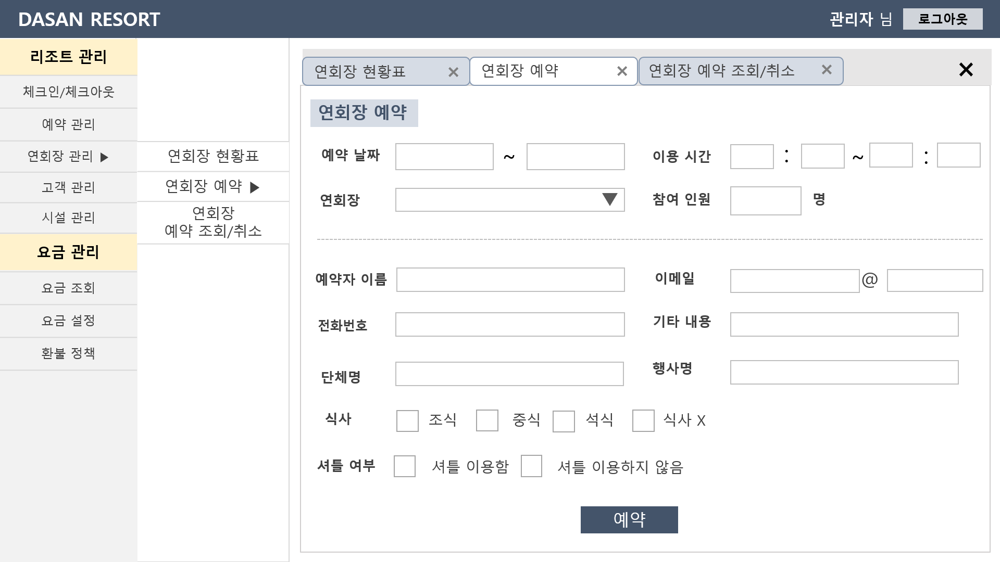 DASAN RESORT
관리자 님
로그아웃
리조트 관리
체크인/체크아웃
예약 관리
연회장 관리 ▶
고객 관리
시설 관리
요금 관리
요금 조회
요금 설정
환불 정책
연회장 현황표
연회장 예약 ▶
연회장
예약 조회/취소
연회장 현황표 ✕
연회장 예약 ✕
연회장 예약 조회/취소 ✕
✕
연회장 예약
예약 날짜 ~
이용 시간 : ~ :
연회장 ▼
참여 인원 명
예약자 이름
이메일 @
전화번호
기타 내용
단체명
행사명
식사 조식 중식 석식 식사 X
셔틀 여부 셔틀 이용함 셔틀 이용하지 않음
예약